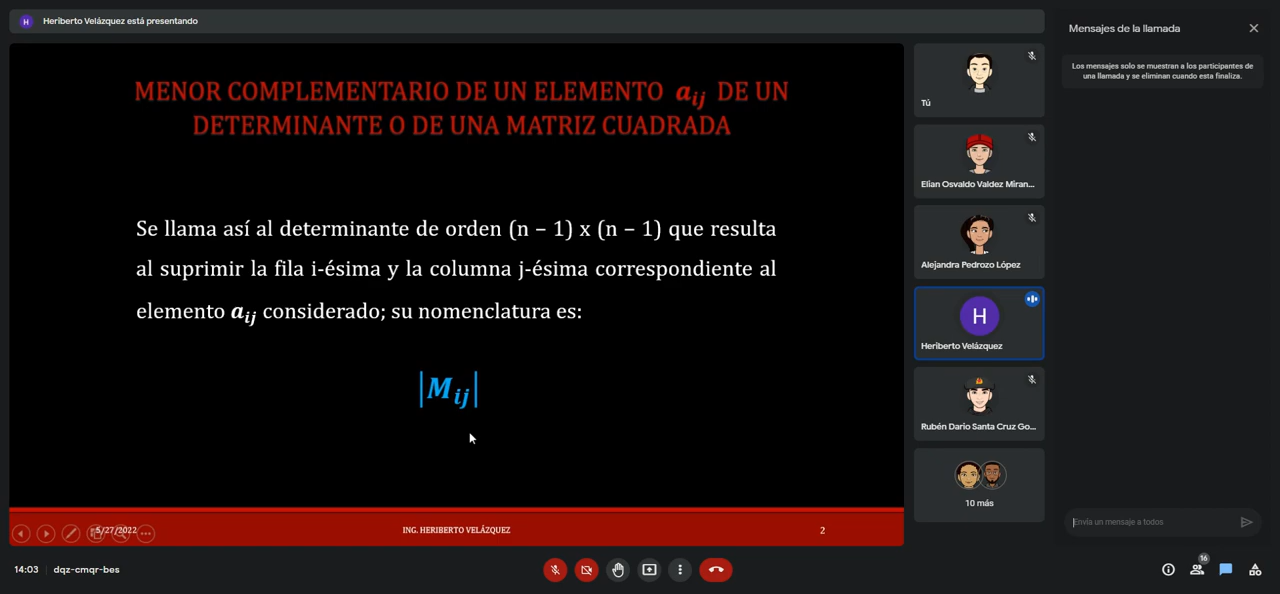 H Heriberto Velázquez está presentando
MENOR COMPLEMENTARIO DE UN ELEMENTO aij DE UN
DETERMINANTE O DE UNA MATRIZ CUADRADA
Se llama así al determinante de orden (n – 1) x (n – 1) que resulta
al suprimir la fila i-ésima y la columna j-ésima correspondiente al
elemento aij considerado; su nomenclatura es:
|Mij|
5/27/2022
ING. HERIBERTO VELÁZQUEZ
2
Tú
Elian Osvaldo Valdez Miran...
Alejandra Pedrozo López
H
Heriberto Velázquez
Rubén Dario Santa Cruz Go...
10 más
Mensajes de la llamada
Los mensajes solo se muestran a los participantes de
una llamada y se eliminan cuando esta finaliza.
Envía un mensaje a todos
14:03 dqz-cmqr-bes
16